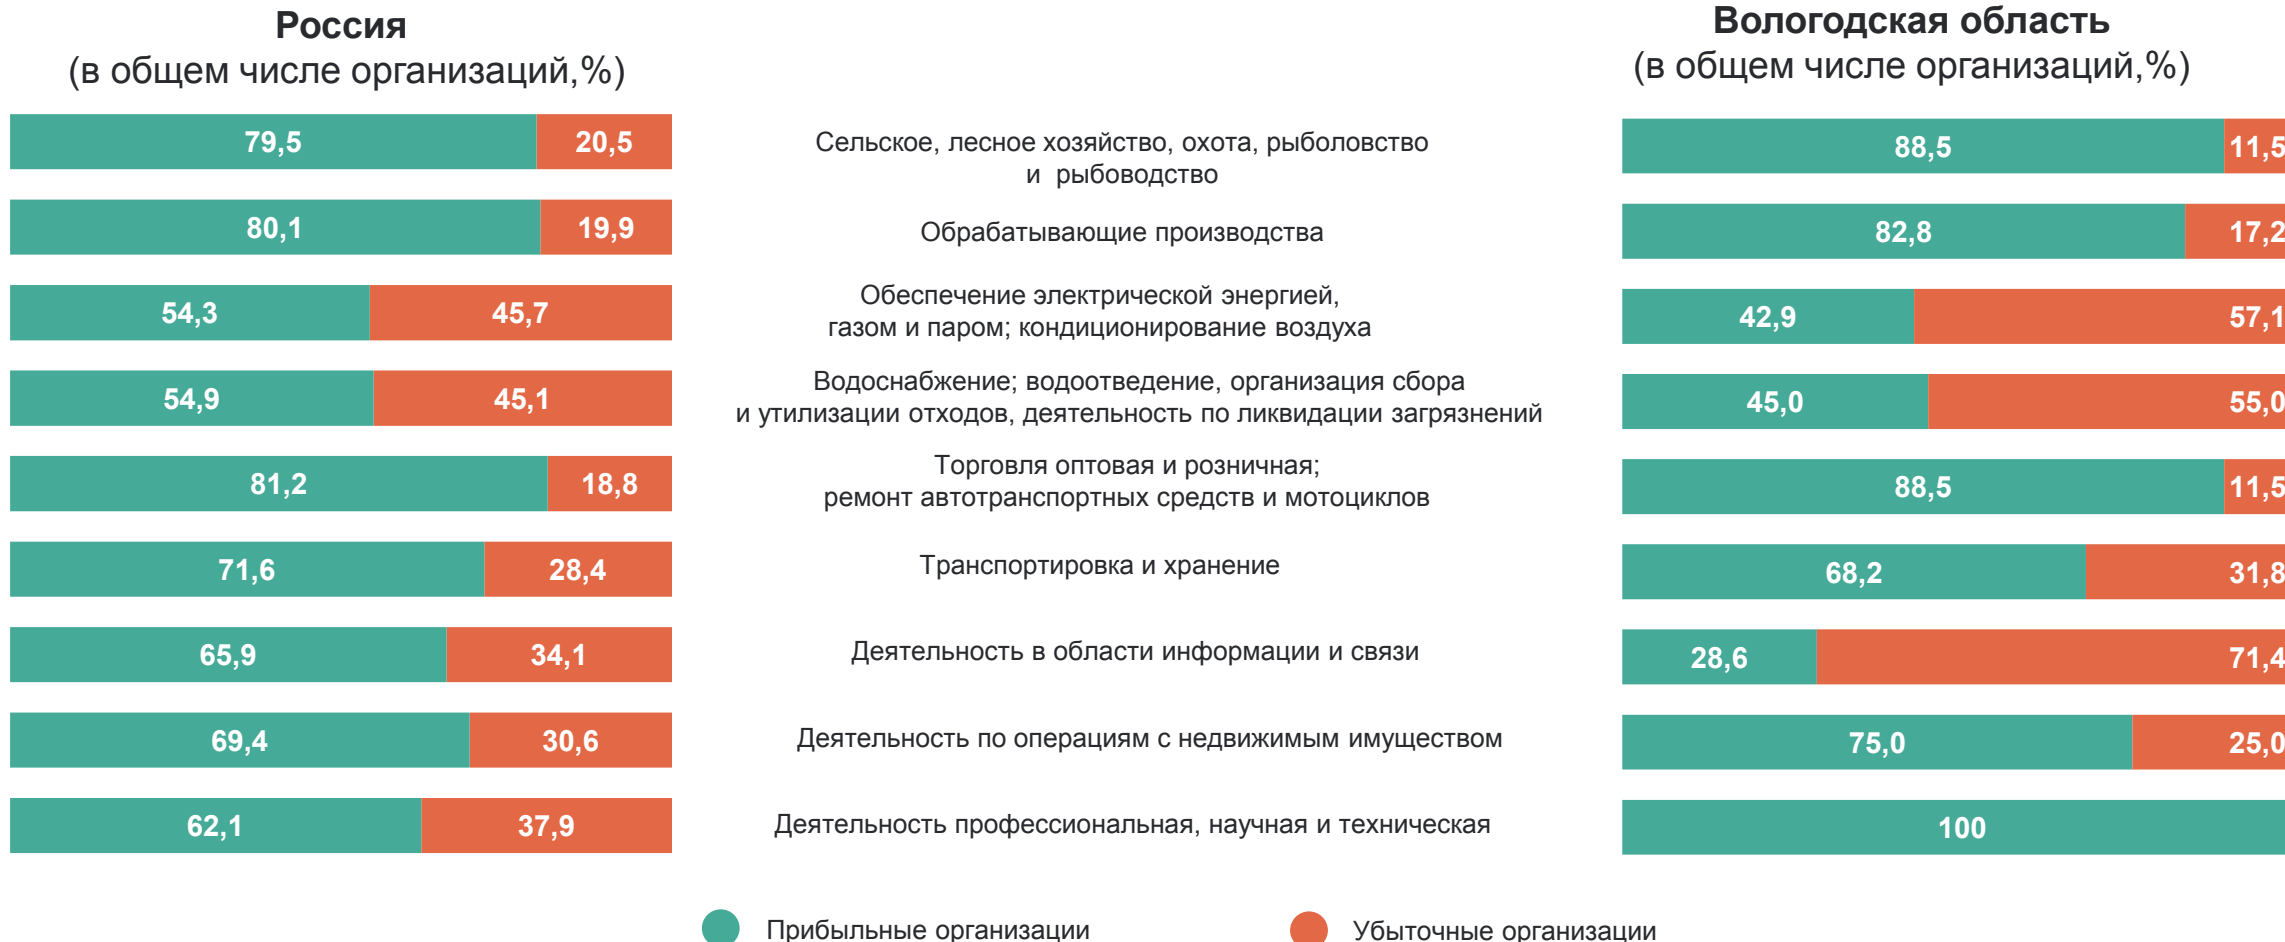 Россия
(в общем числе организаций,%)
Вологодская область
(в общем числе организаций,%)
79,5 20,5
Сельское, лесное хозяйство, охота, рыболовство
и рыбоводство
88,5 11,5
80,1 19,9
Обрабатывающие производства
82,8 17,2
54,3 45,7
Обеспечение электрической энергией,
газом и паром; кондиционирование воздуха
42,9 57,1
54,9 45,1
Водоснабжение; водоотведение, организация сбора
и утилизации отходов, деятельность по ликвидации загрязнений
45,0 55,0
81,2 18,8
Торговля оптовая и розничная;
ремонт автотранспортных средств и мотоциклов
88,5 11,5
71,6 28,4
Транспортировка и хранение
68,2 31,8
65,9 34,1
Деятельность в области информации и связи
28,6 71,4
69,4 30,6
Деятельность по операциям с недвижимым имуществом
75,0 25,0
62,1 37,9
Деятельность профессиональная, научная и техническая
100
Прибыльные организации
Убыточные организации